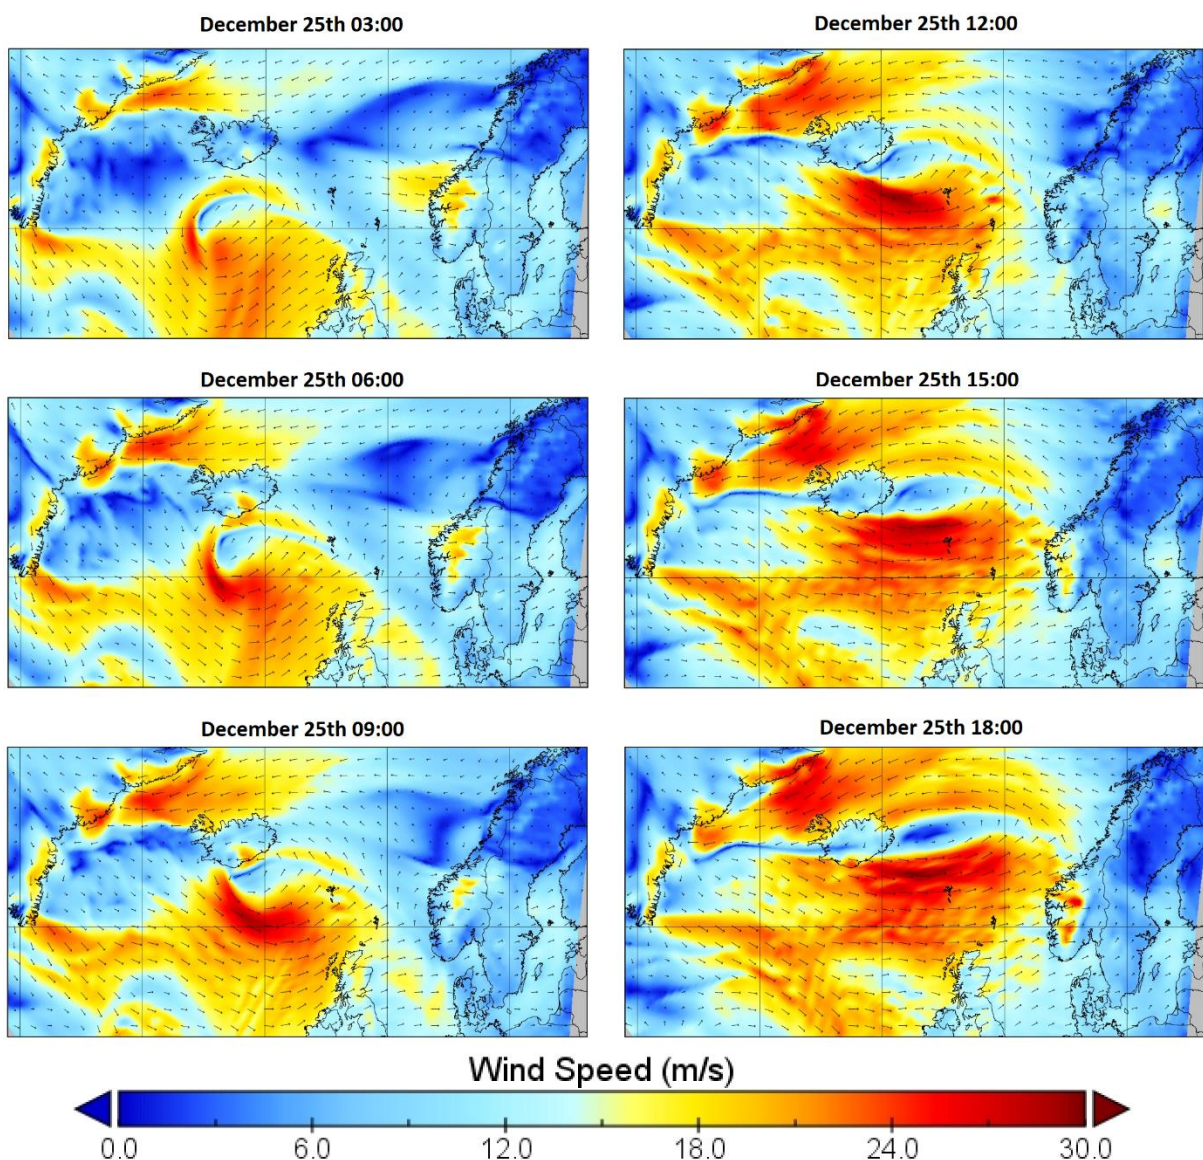 December 25th 03:00
December 25th 12:00
December 25th 06:00
December 25th 15:00
December 25th 09:00
December 25th 18:00
Wind Speed (m/s)
0.0 6.0 12.0 18.0 24.0 30.0